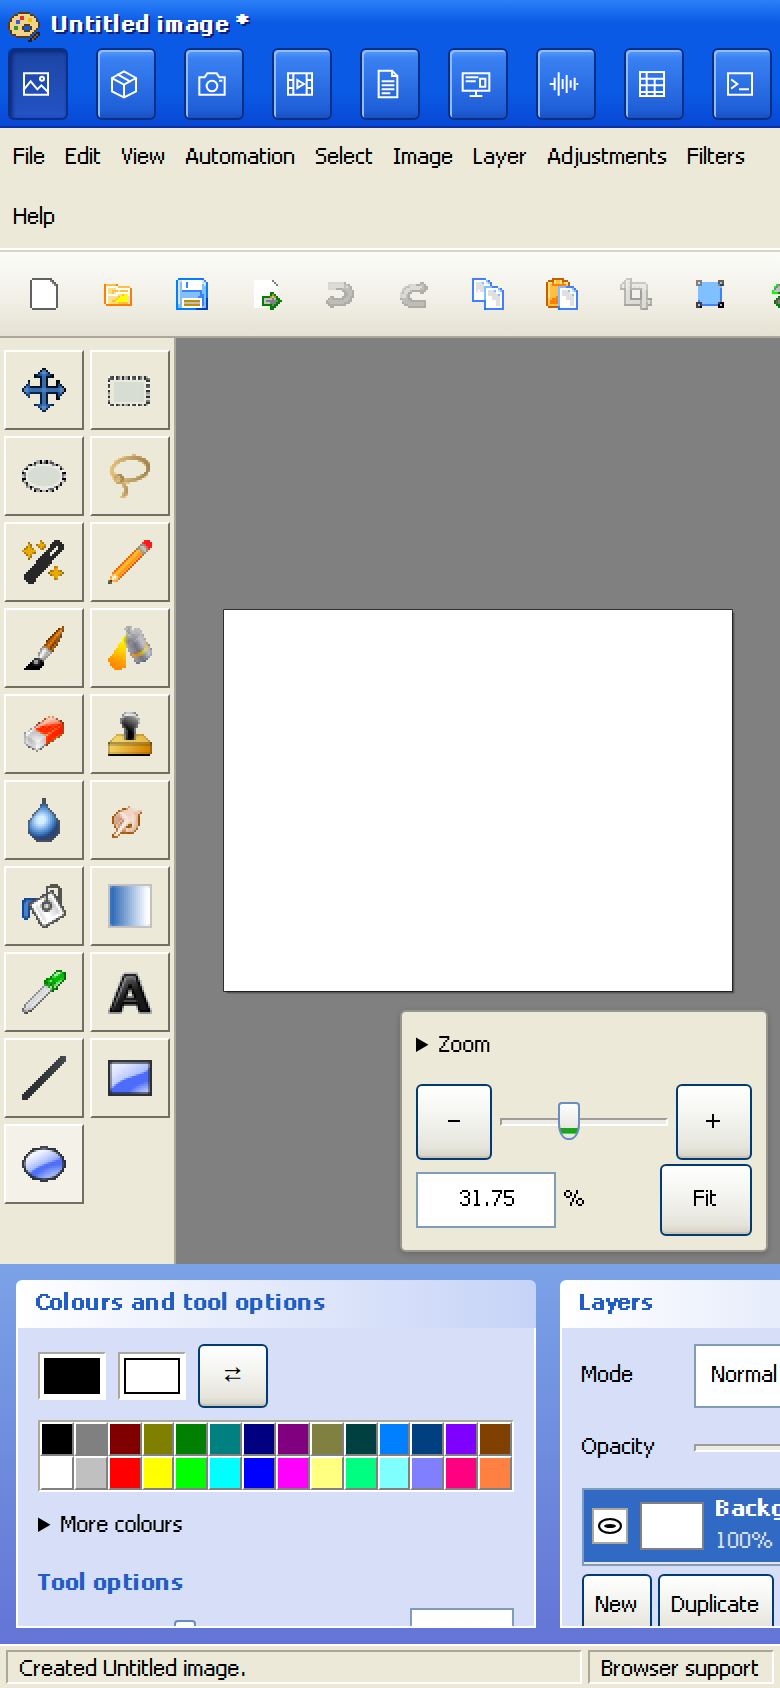 Untitled image *
File Edit View Automation Select Image Layer Adjustments Filters
Help
Zoom
−
+
31.75 %
Fit
Colours and tool options
More colours
Tool options
Layers
Mode Normal
Opacity
100%
New Duplicate
Created Untitled image.
Browser support